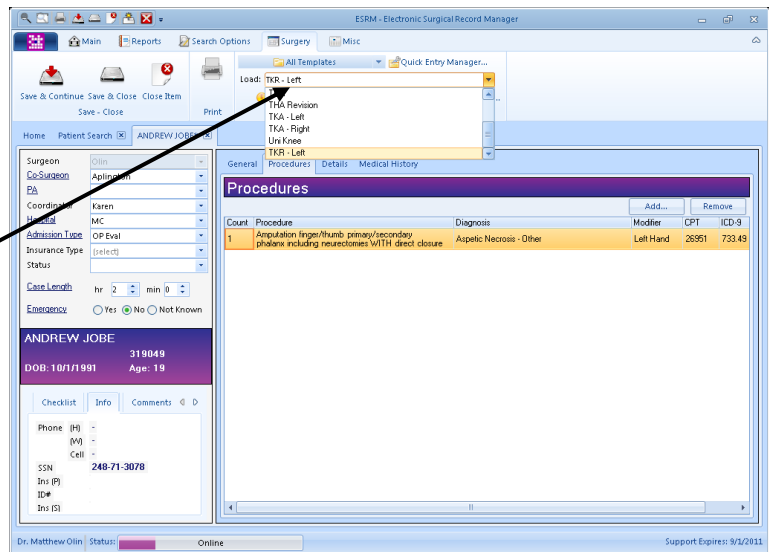 ESRM - Electronic Surgical Record Manager
Main Reports Search Options Surgery Misc
All Templates Quick Entry Manager...
Load: TKR - Left
Save & Continue Save & Close Close Item
Save - Close Print
THA Revision
TKA - Left
TKA - Right
Uni Knee
TKR - Left
Home Patient Search ANDREW JOBE
Surgeon Olin
Co-Surgeon Aplington
PA
Coordinator Karen
Hospital MC
Admission Type OP Eval
Insurance Type (select)
Status
Case Length hr 2 min 0
Emergency Yes No Not Known
ANDREW JOBE
319049
DOB: 10/1/1991 Age: 19
Checklist Info Comments
Phone (H) -
(W) -
Cell -
SSN 248-71-3078
Ins (P)
ID#
Ins (S)
General Procedures Details Medical History
Procedures
Add... Remove
Count Procedure Diagnosis Modifier CPT ICD-9
1 Amputation finger/thumb primary/secondary phalanx including neurectomies WITH direct closure Aspetic Necrosis - Other Left Hand 26951 733.49
Dr. Matthew Olin Status: Online Support Expires: 9/1/2011